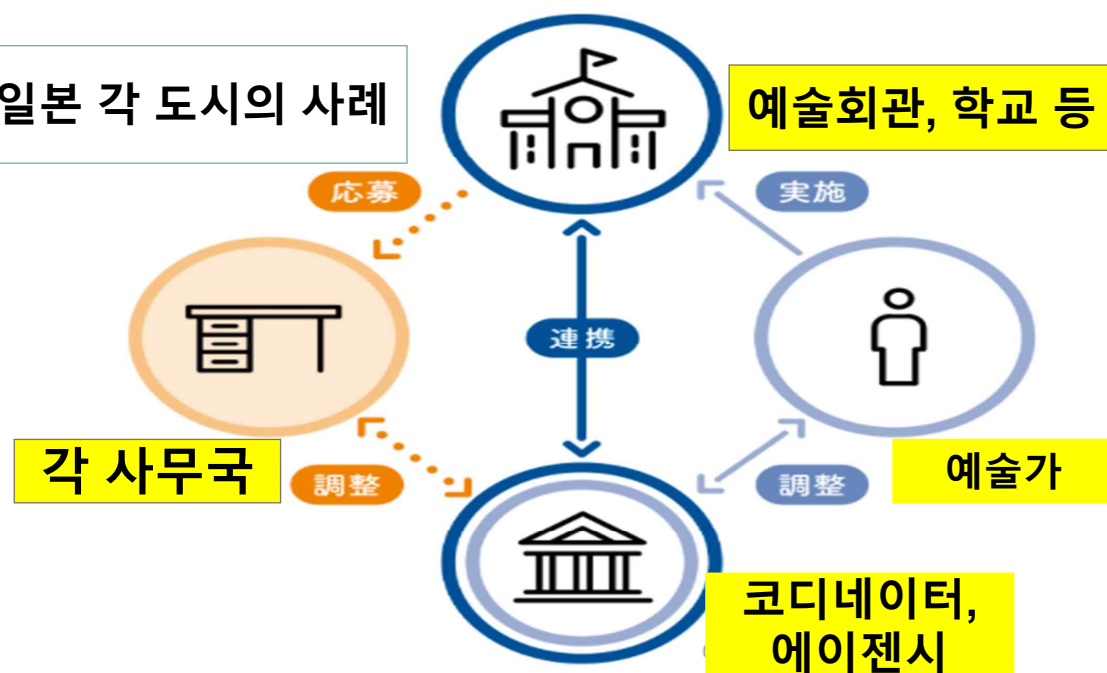 일본 각 도시의 사례
예술회관, 학교 등
応募
実施
連携
각 사무국
調整
調整
예술가
코디네이터,
에이젠시